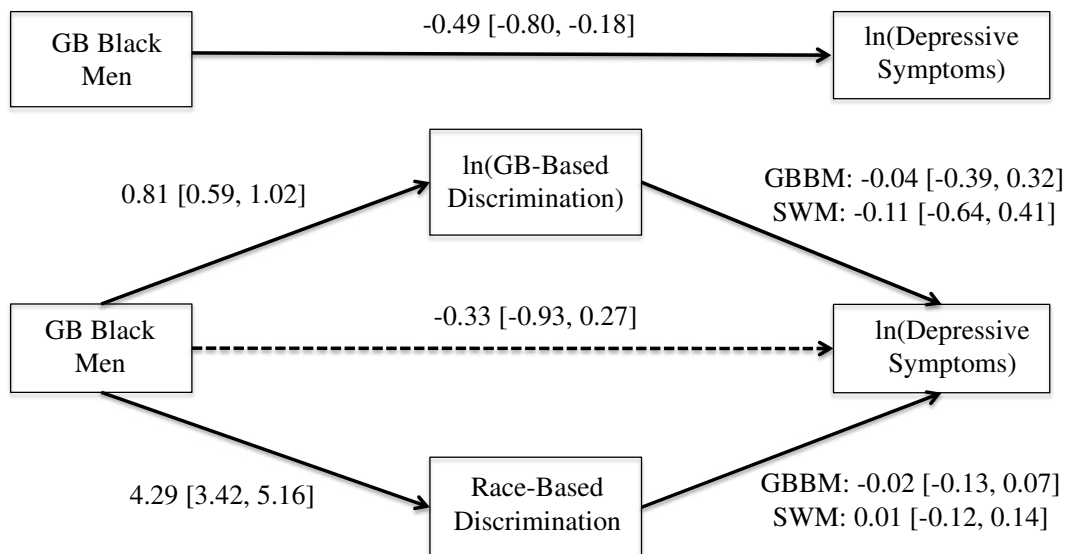 -0.49 [-0.80, -0.18]
GB Black
Men
ln(Depressive
Symptoms)
ln(GB-Based
Discrimination)
0.81 [0.59, 1.02]
GBBM: -0.04 [-0.39, 0.32]
SWM: -0.11 [-0.64, 0.41]
GB Black
Men
-0.33 [-0.93, 0.27]
ln(Depressive
Symptoms)
4.29 [3.42, 5.16]
Race-Based
Discrimination
GBBM: -0.02 [-0.13, 0.07]
SWM: 0.01 [-0.12, 0.14]